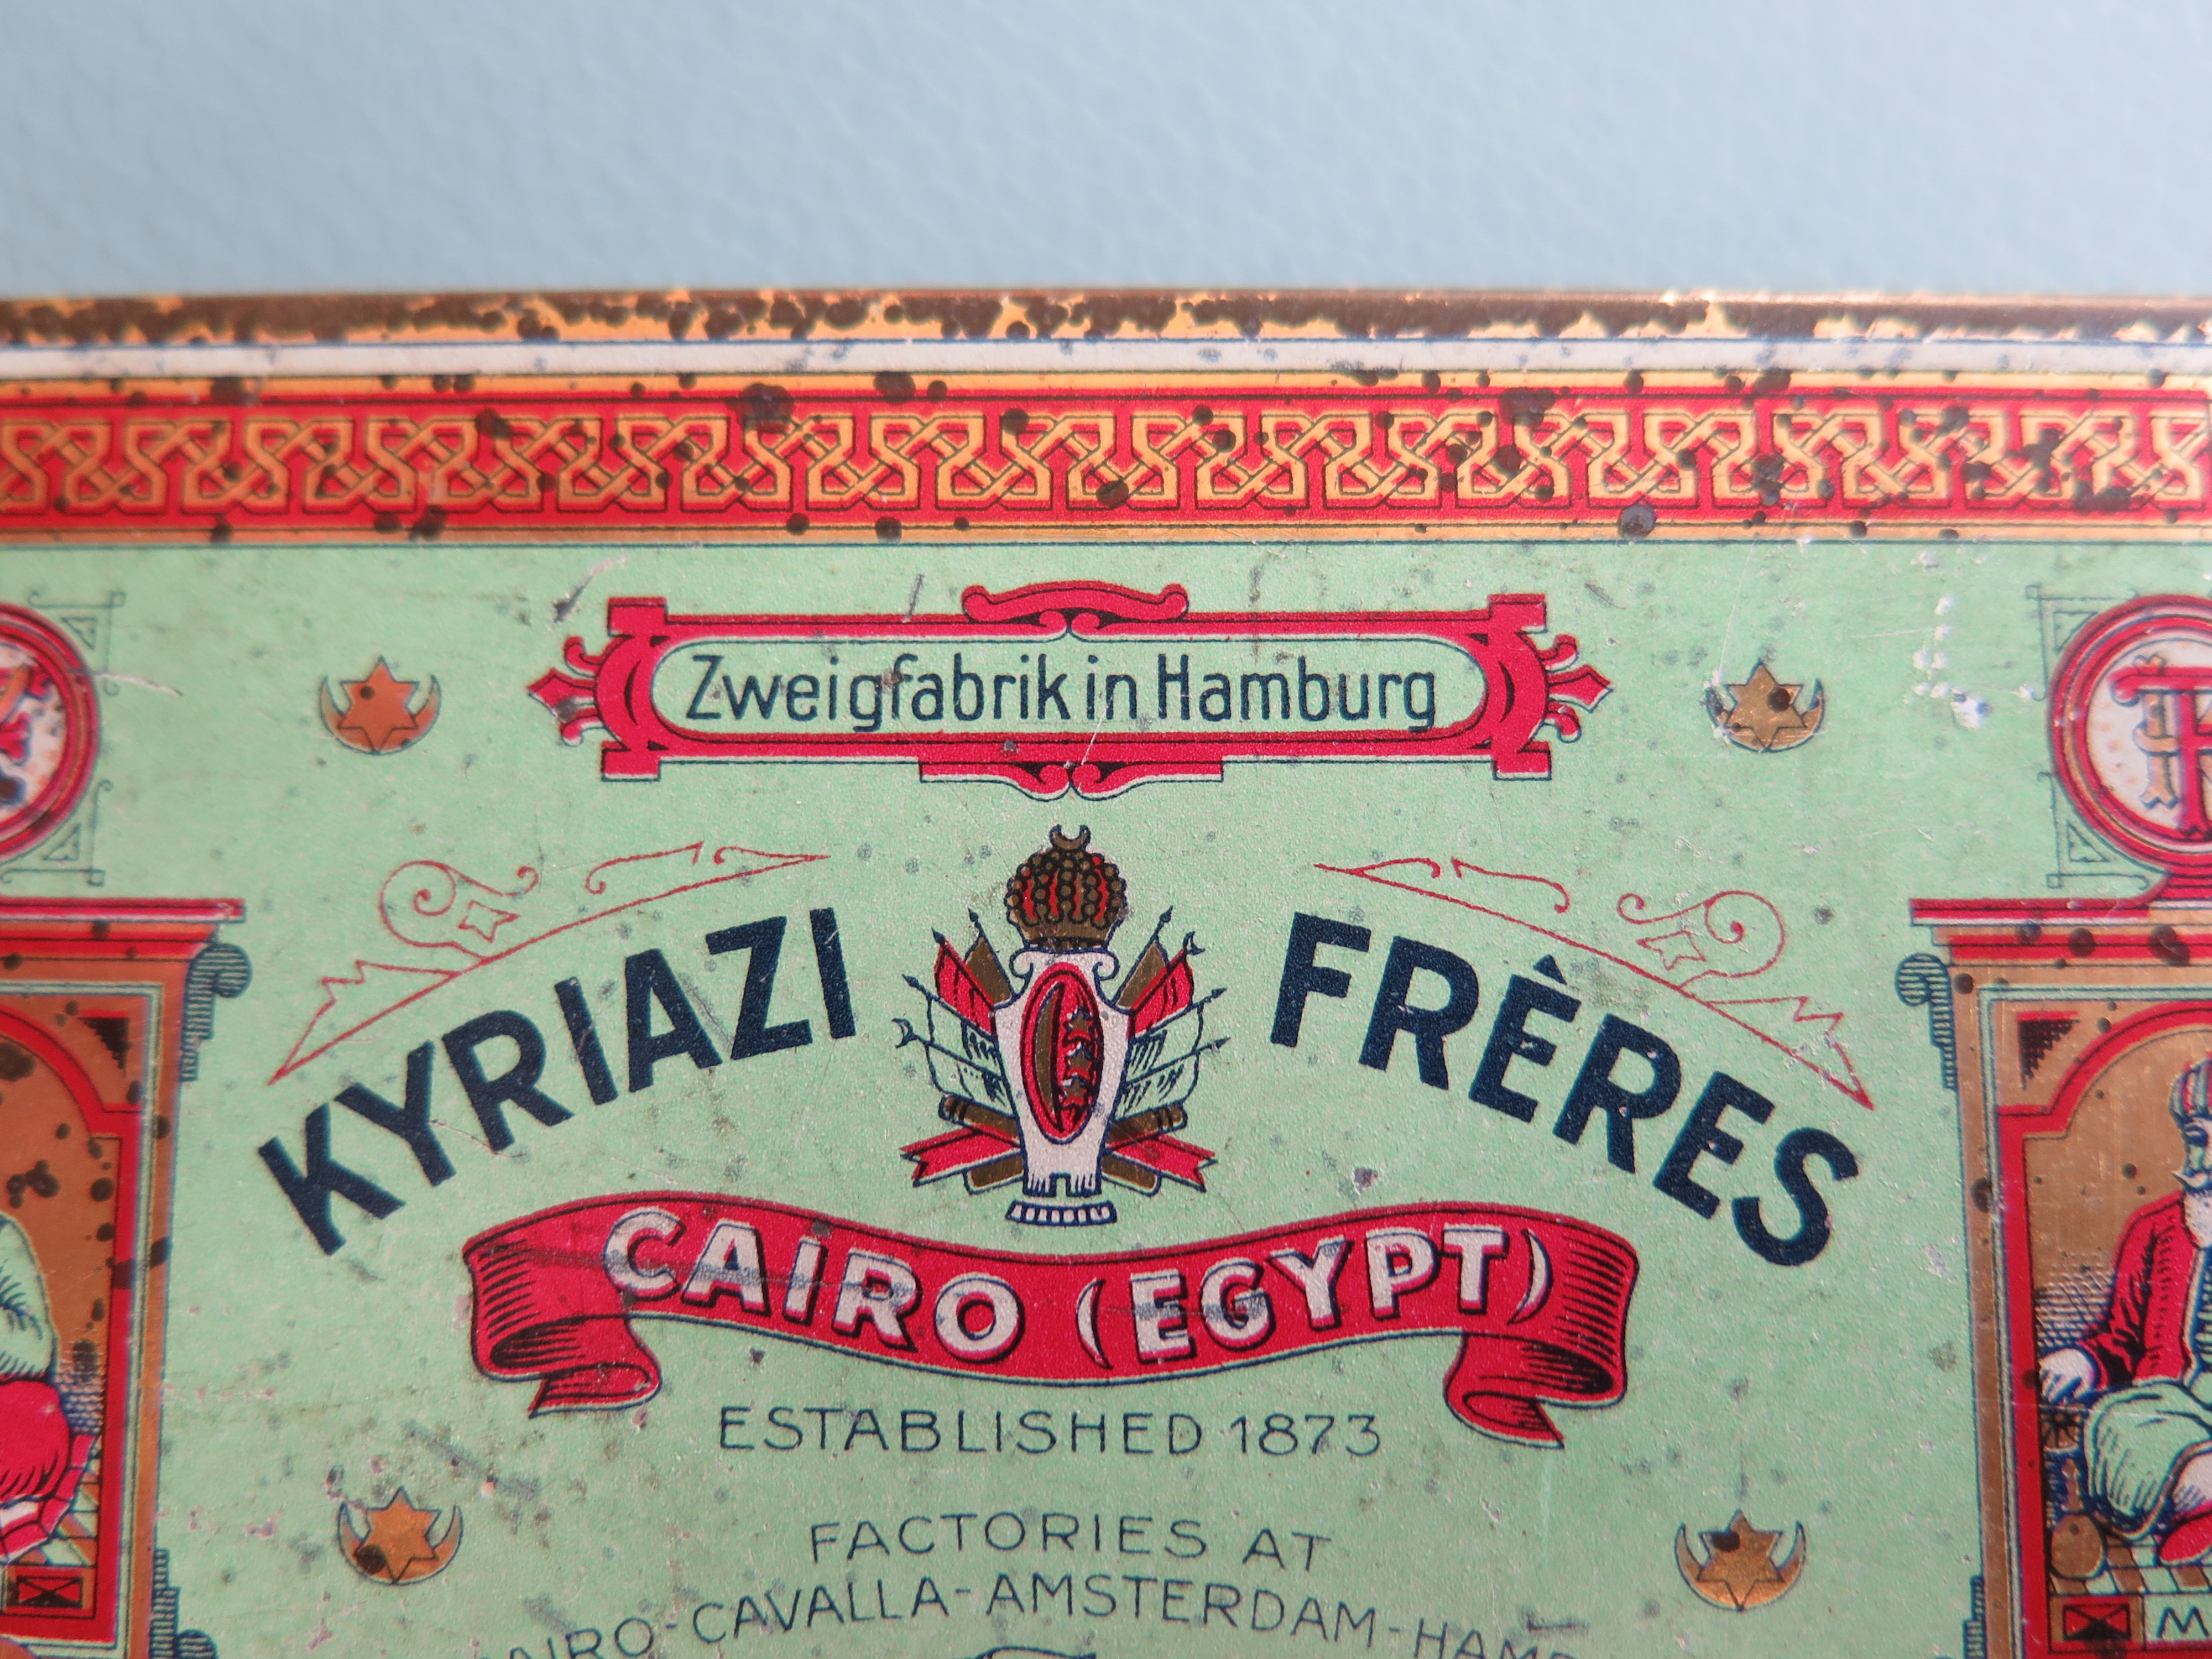 Zweigfabrik in Hamburg
KYRIAZI FRÈRES
CAIRO (EGYPT)
ESTABLISHED 1873
FACTORIES AT
CAVALLA-AMSTERDAM-